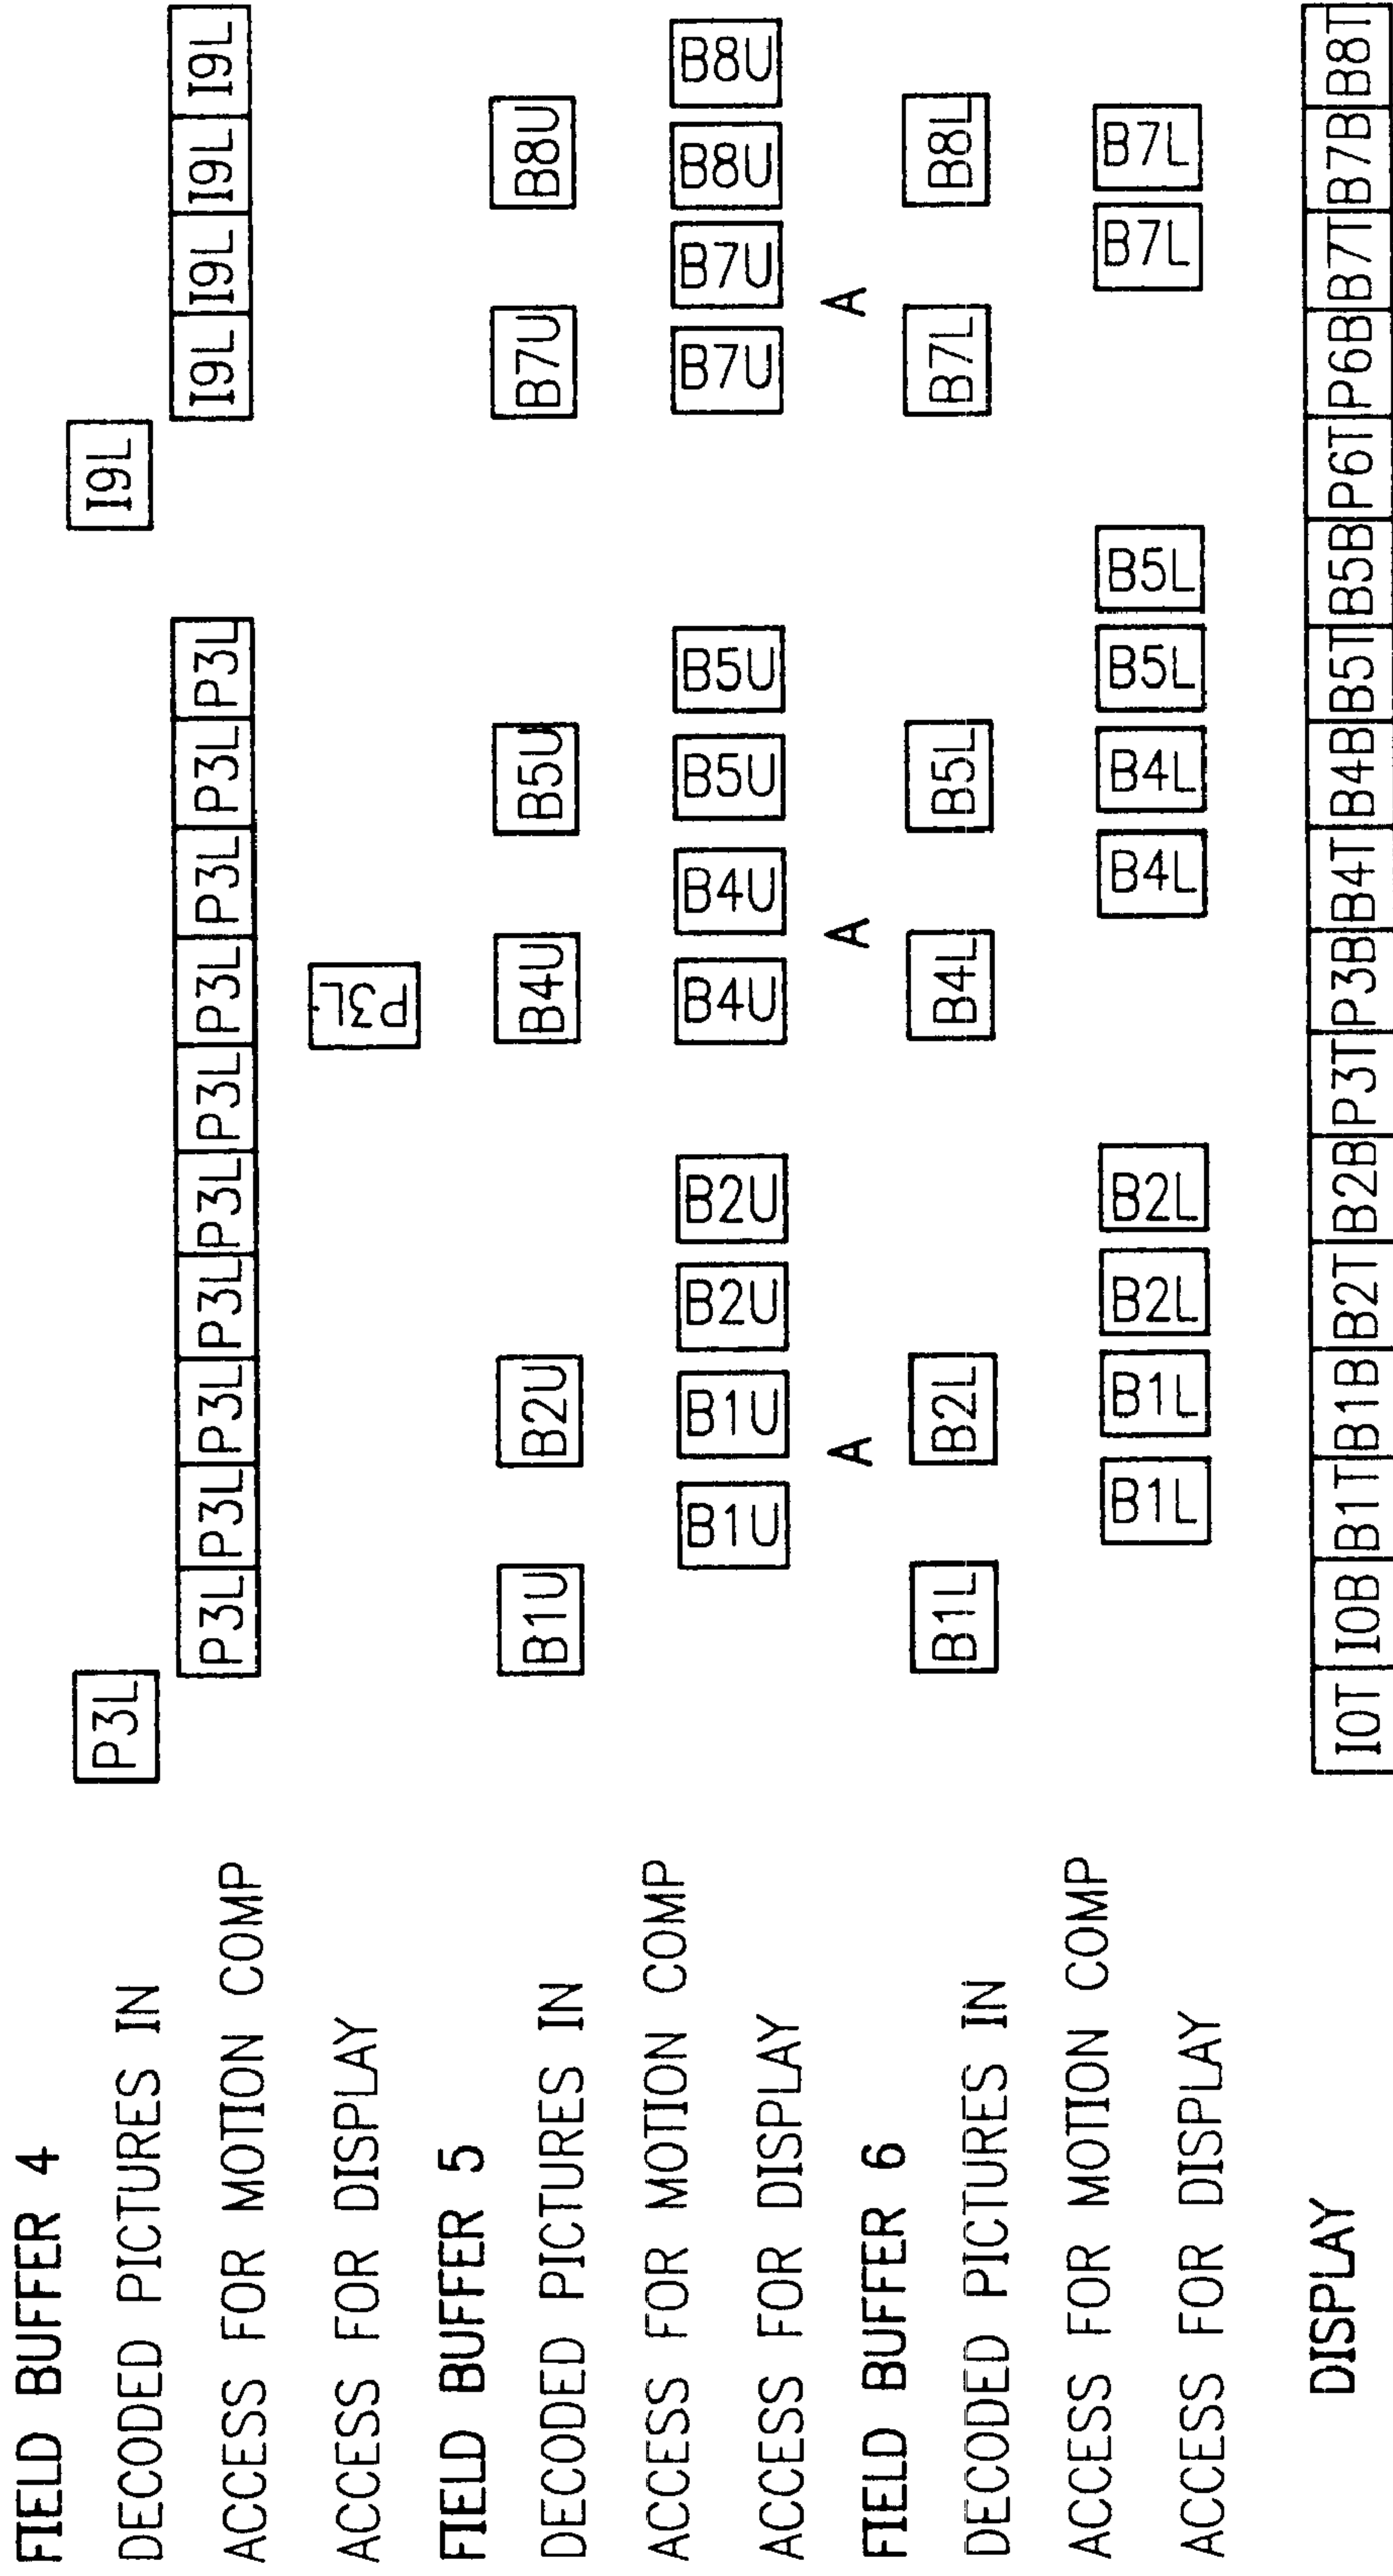 FIELD BUFFER 4
DECODED PICTURES IN P3L I9L
ACCESS FOR MOTION COMP P3L P3L P3L P3L P3L P3L P3L P3L P3L P3L I9L I9L I9L I9L
ACCESS FOR DISPLAY P3L
FIELD BUFFER 5
DECODED PICTURES IN B1U B2U B4U B5U B7U B8U
ACCESS FOR MOTION COMP
ACCESS FOR DISPLAY B1U B1U B2U B2U B4U B4U B5U B5U B7U B7U B8U B8U
A A A
FIELD BUFFER 6
DECODED PICTURES IN B1L B2L B4L B5L B7L B8L
ACCESS FOR MOTION COMP
ACCESS FOR DISPLAY B1L B1L B2L B2L B4L B4L B5L B5L B7L B7L
DISPLAY I0T I0B B1T B1B B2T B2B P3T P3B B4T B4B B5T B5B P6T P6B B7T B7B B8T